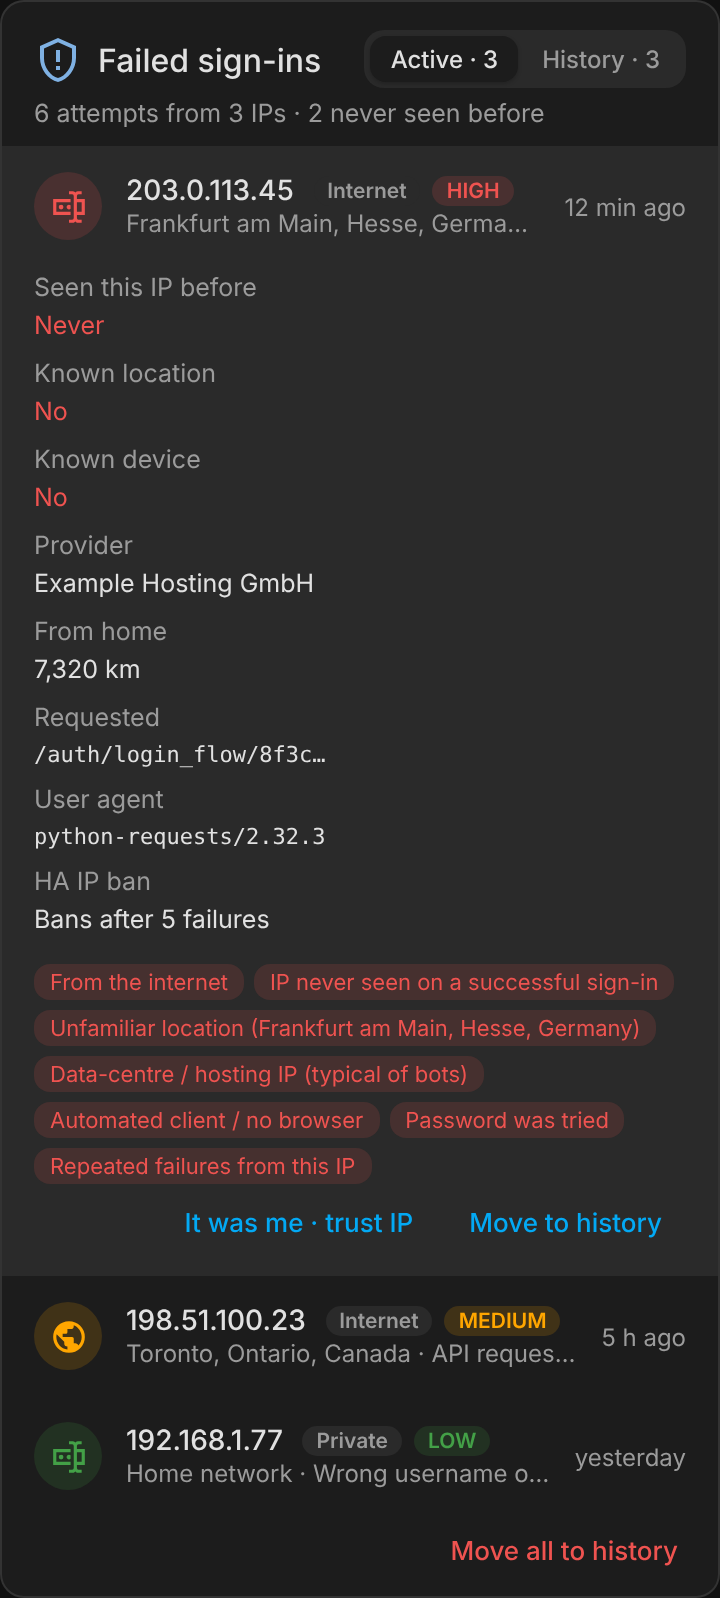 Failed sign-ins
Active · 3
History · 3
6 attempts from 3 IPs · 2 never seen before
203.0.113.45 Internet HIGH
Frankfurt am Main, Hesse, Germa...
12 min ago
Seen this IP before
Never
Known location
No
Known device
No
Provider
Example Hosting GmbH
From home
7,320 km
Requested
/auth/login_flow/8f3c…
User agent
python-requests/2.32.3
HA IP ban
Bans after 5 failures
From the internet
IP never seen on a successful sign-in
Unfamiliar location (Frankfurt am Main, Hesse, Germany)
Data-centre / hosting IP (typical of bots)
Automated client / no browser
Password was tried
Repeated failures from this IP
It was me · trust IP
Move to history
198.51.100.23 Internet MEDIUM
Toronto, Ontario, Canada · API reques...
5 h ago
192.168.1.77 Private LOW
Home network · Wrong username o...
yesterday
Move all to history